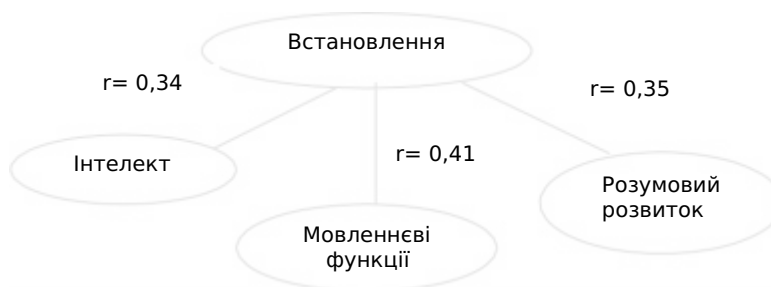 Встановлення
r= 0,34
r= 0,35
r= 0,41
Інтелект
Розумовий
розвиток
Мовленнєві
функції